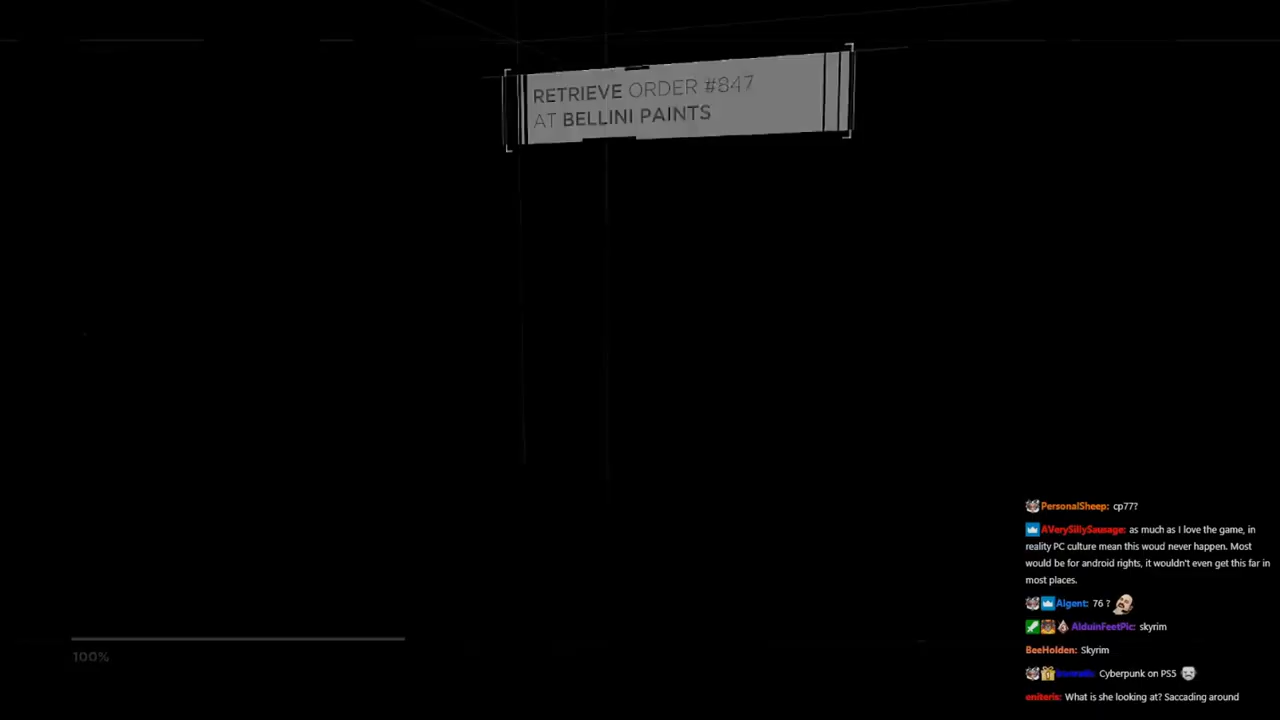 RETRIEVE ORDER #847
AT BELLINI PAINTS
PersonalSheep: cp77?
AVerySillySausage: as much as I love the game, in
reality PC culture mean this woud never happen. Most
would be for android rights, it wouldn't even get this far in
most places.
Aigent: 76 ?
AlduinFeetPic: skyrim
BeeHolden: Skyrim
Cyberpunk on PS5
eniteris: What is she looking at? Saccading around
100%